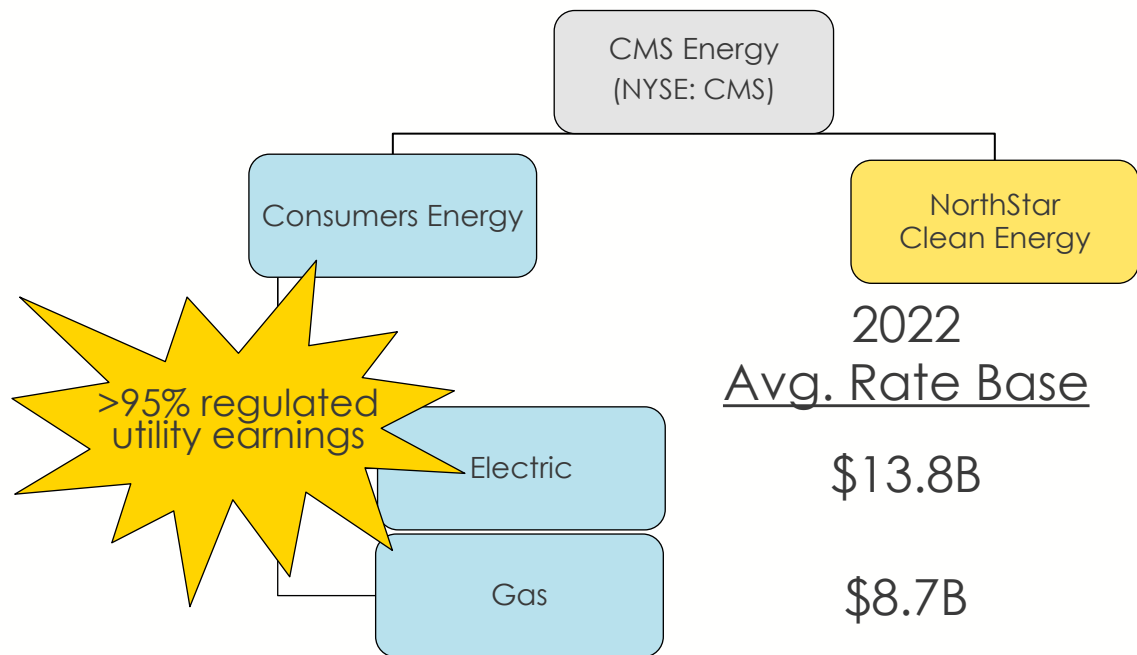 CMS Energy
(NYSE: CMS)
Consumers Energy
NorthStar
Clean Energy
>95% regulated
utility earnings
2022
Avg. Rate Base
Electric
$13.8B
Gas
$8.7B